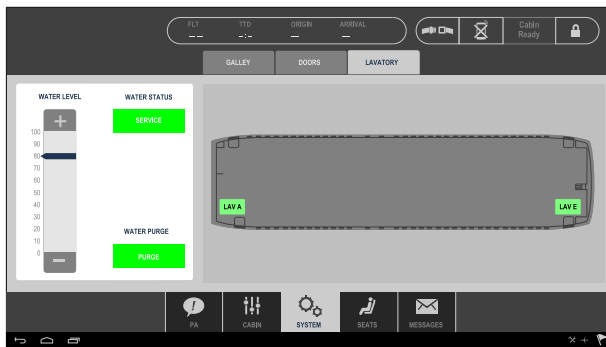 FLT TTD ORIGIN ARRIVAL
-- -:- -- --
CabIn
Ready
GALLEY DOORS LAVATORY
WATER LEVEL WATER STATUS
SERVICE
100
90
80
70
60
50
40
30
20
10
0
WATER PURGE
PURGE
LAV A LAV E
PA CABIN SYSTEM SEATS MESSAGES